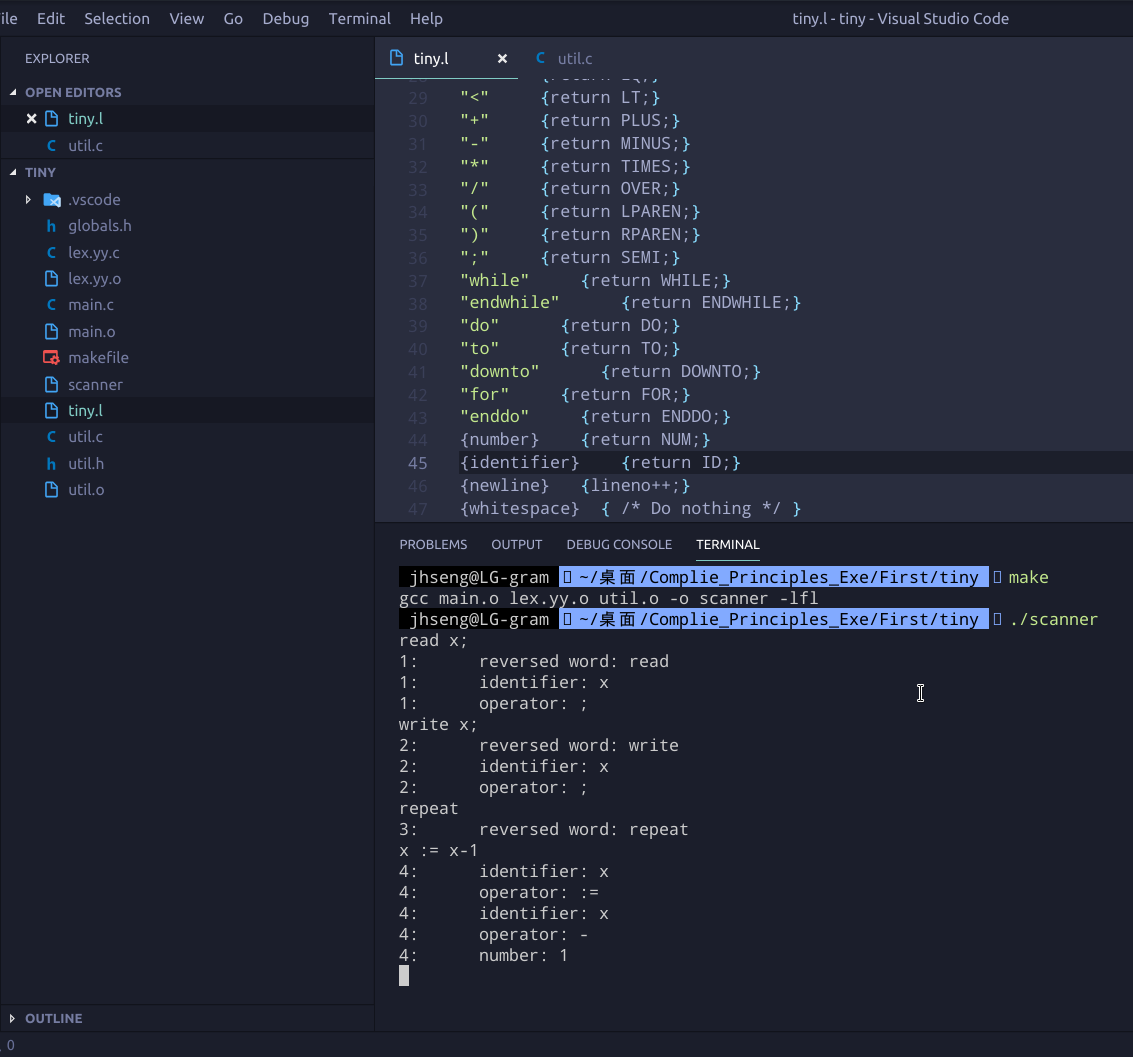 ile Edit Selection View Go Debug Terminal Help tiny.l - tiny - Visual Studio Code
EXPLORER
OPEN EDITORS
tiny.l
util.c
TINY
.vscode
globals.h
lex.yy.c
lex.yy.o
main.c
main.o
makefile
scanner
tiny.l
util.c
util.h
util.o
OUTLINE
0
tiny.l util.c
28 {return EQ;}
29 "<" {return LT;}
30 "+" {return PLUS;}
31 "-" {return MINUS;}
32 "*" {return TIMES;}
33 "/" {return OVER;}
34 "(" {return LPAREN;}
35 ")" {return RPAREN;}
36 ";" {return SEMI;}
37 "while" {return WHILE;}
38 "endwhile" {return ENDWHILE;}
39 "do" {return DO;}
40 "to" {return TO;}
41 "downto" {return DOWNTO;}
42 "for" {return FOR;}
43 "enddo" {return ENDDO;}
44 {number} {return NUM;}
45 {identifier} {return ID;}
46 {newline} {lineno++;}
47 {whitespace} { /* Do nothing */ }
PROBLEMS OUTPUT DEBUG CONSOLE TERMINAL
jhseng@LG-gram ~/桌面/Complie_Principles_Exe/First/tiny make
gcc main.o lex.yy.o util.o -o scanner -lfl
jhseng@LG-gram ~/桌面/Complie_Principles_Exe/First/tiny ./scanner
read x;
1: reversed word: read
1: identifier: x
1: operator: ;
write x;
2: reversed word: write
2: identifier: x
2: operator: ;
repeat
3: reversed word: repeat
x := x-1
4: identifier: x
4: operator: :=
4: identifier: x
4: operator: -
4: number: 1